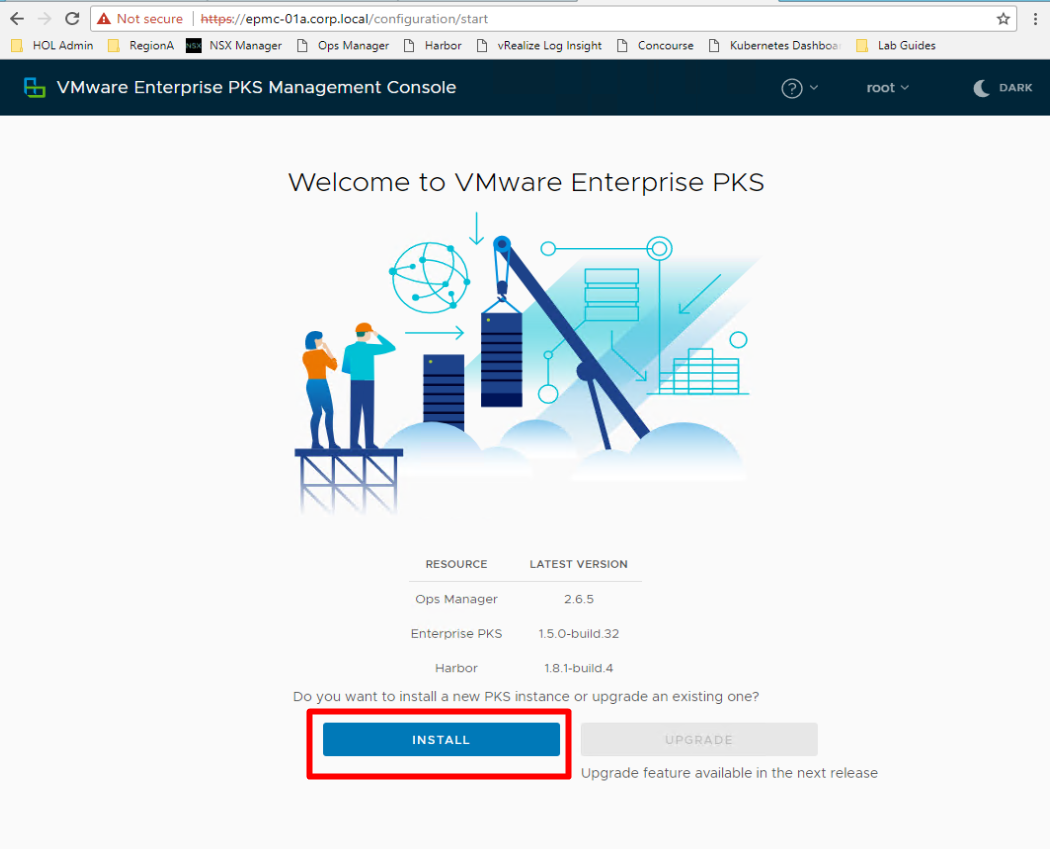 Not secure | https://epmc-01a.corp.local/configuration/start
HOL Admin RegionA NSX NSX Manager Ops Manager Harbor vRealize Log Insight Concourse Kubernetes Dashboa Lab Guides
VMware Enterprise PKS Management Console ? root DARK
Welcome to VMware Enterprise PKS
RESOURCE LATEST VERSION
Ops Manager 2.6.5
Enterprise PKS 1.5.0-build.32
Harbor 1.8.1-build.4
Do you want to install a new PKS instance or upgrade an existing one?
INSTALL UPGRADE
Upgrade feature available in the next release